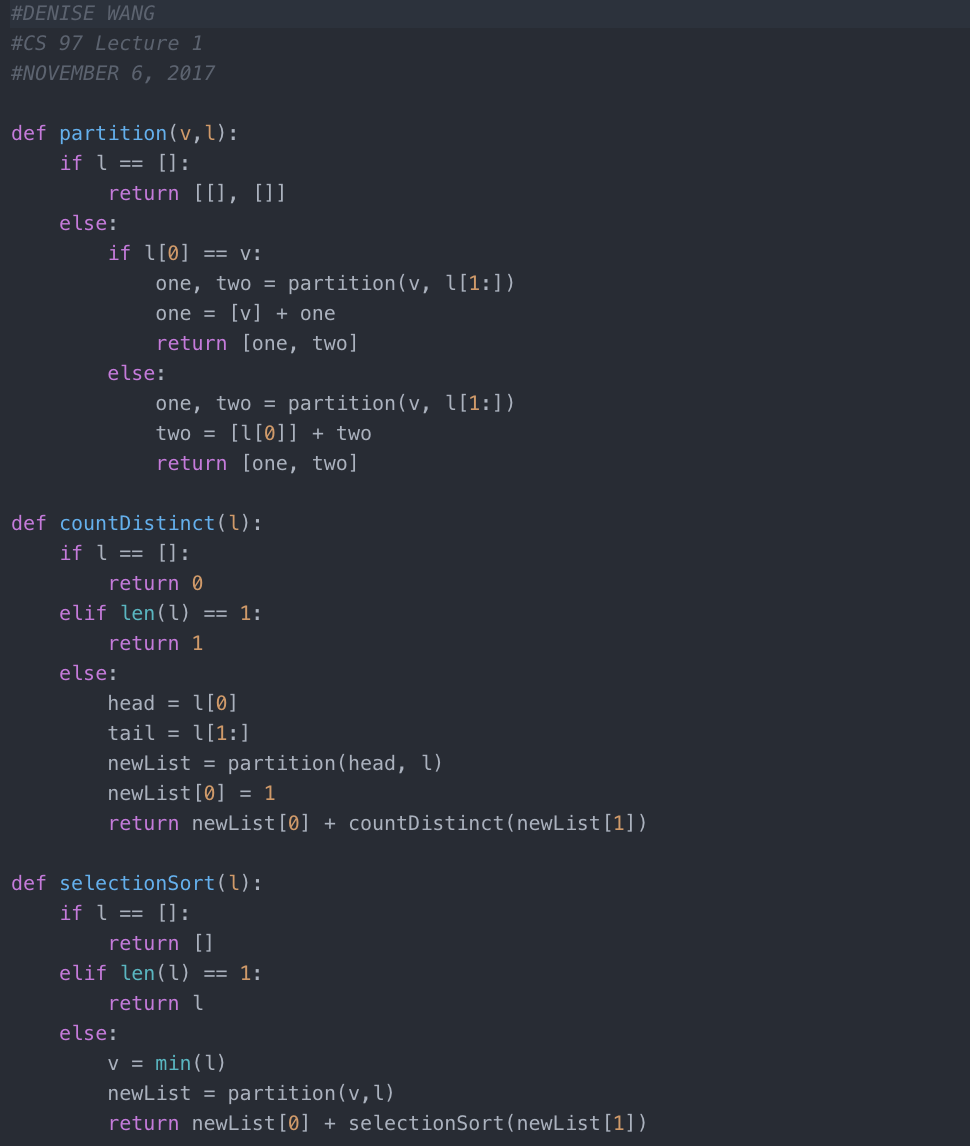 #DENISE WANG
#CS 97 Lecture 1
#NOVEMBER 6, 2017

def partition(v,l):
    if l == []:
        return [[], []]
    else:
        if l[0] == v:
            one, two = partition(v, l[1:])
            one = [v] + one
            return [one, two]
        else:
            one, two = partition(v, l[1:])
            two = [l[0]] + two
            return [one, two]

def countDistinct(l):
    if l == []:
        return 0
    elif len(l) == 1:
        return 1
    else:
        head = l[0]
        tail = l[1:]
        newList = partition(head, l)
        newList[0] = 1
        return newList[0] + countDistinct(newList[1])

def selectionSort(l):
    if l == []:
        return []
    elif len(l) == 1:
        return l
    else:
        v = min(l)
        newList = partition(v,l)
        return newList[0] + selectionSort(newList[1])